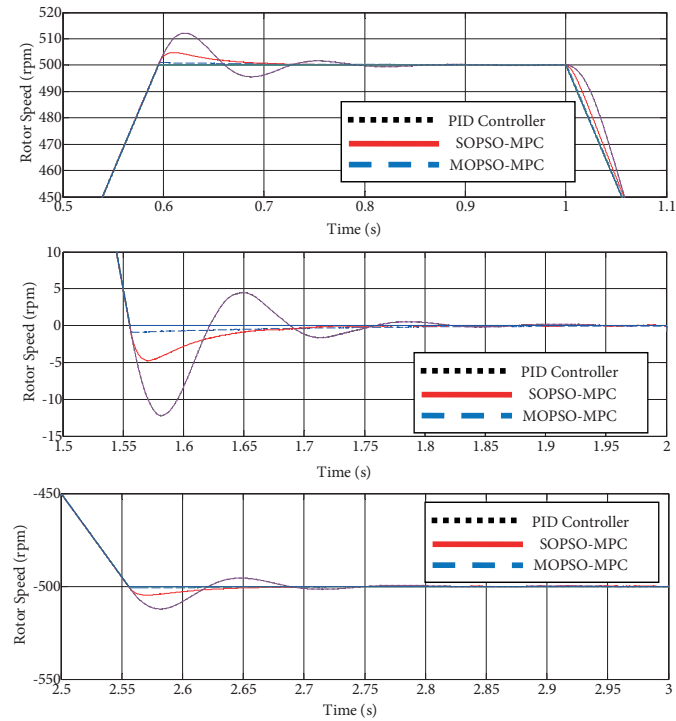 520
510
500
490
480
470
460
450
Rotor Speed (rpm)
PID Controller
SOPSO-MPC
MOPSO-MPC
0.5 0.6 0.7 0.8 0.9 1 1.1
Time (s)
10
5
0
-5
-10
-15
Rotor Speed (rpm)
PID Controller
SOPSO-MPC
MOPSO-MPC
1.5 1.55 1.6 1.65 1.7 1.75 1.8 1.85 1.9 1.95 2
Time (s)
-450
-500
-550
Rotor Speed (rpm)
PID Controller
SOPSO-MPC
MOPSO-MPC
2.5 2.55 2.6 2.65 2.7 2.75 2.8 2.85 2.9 2.95 3
Time (s)